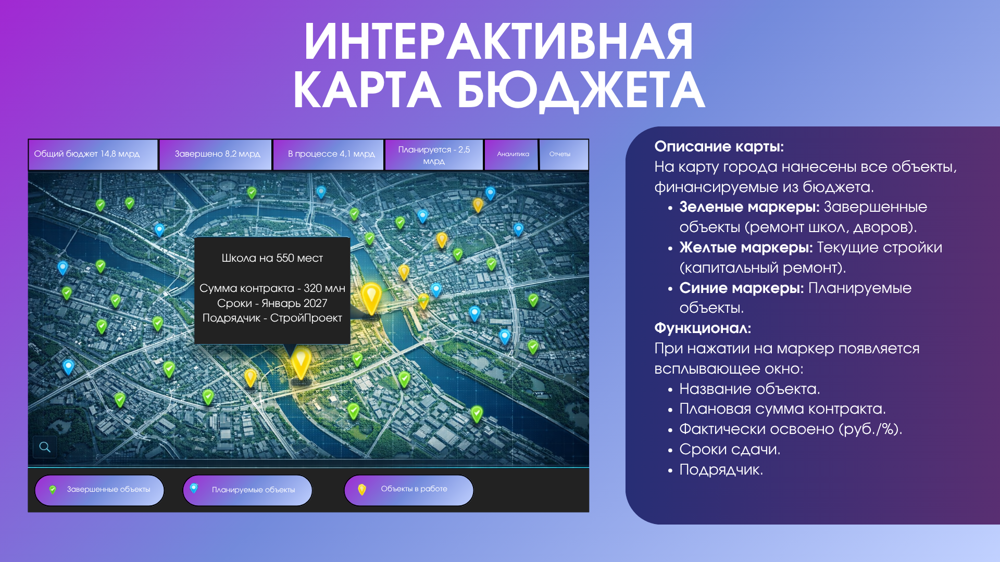 ИНТЕРАКТИВНАЯ
КАРТА БЮДЖЕТА
Общий бюджет 14,8 млрд
Завершено 8,2 млрд
В процессе 4,1 млрд
Планируется - 2,5
млрд
Аналитика
Отчеты
Школа на 550 мест
Сумма контракта - 320 млн
Сроки - Январь 2027
Подрядчик - СтройПроект
Завершенные объекты
Планируемые объекты
Объекты в работе
Описание карты:
На карту города нанесены все объекты,
финансируемые из бюджета.
• Зеленые маркеры: Завершенные
объекты (ремонт школ, дворов).
• Желтые маркеры: Текущие стройки
(капитальный ремонт).
• Синие маркеры: Планируемые
объекты.
Функционал:
При нажатии на маркер появляется
всплывающее окно:
• Название объекта.
• Плановая сумма контракта.
• Фактически освоено (руб./%).
• Сроки сдачи.
• Подрядчик.